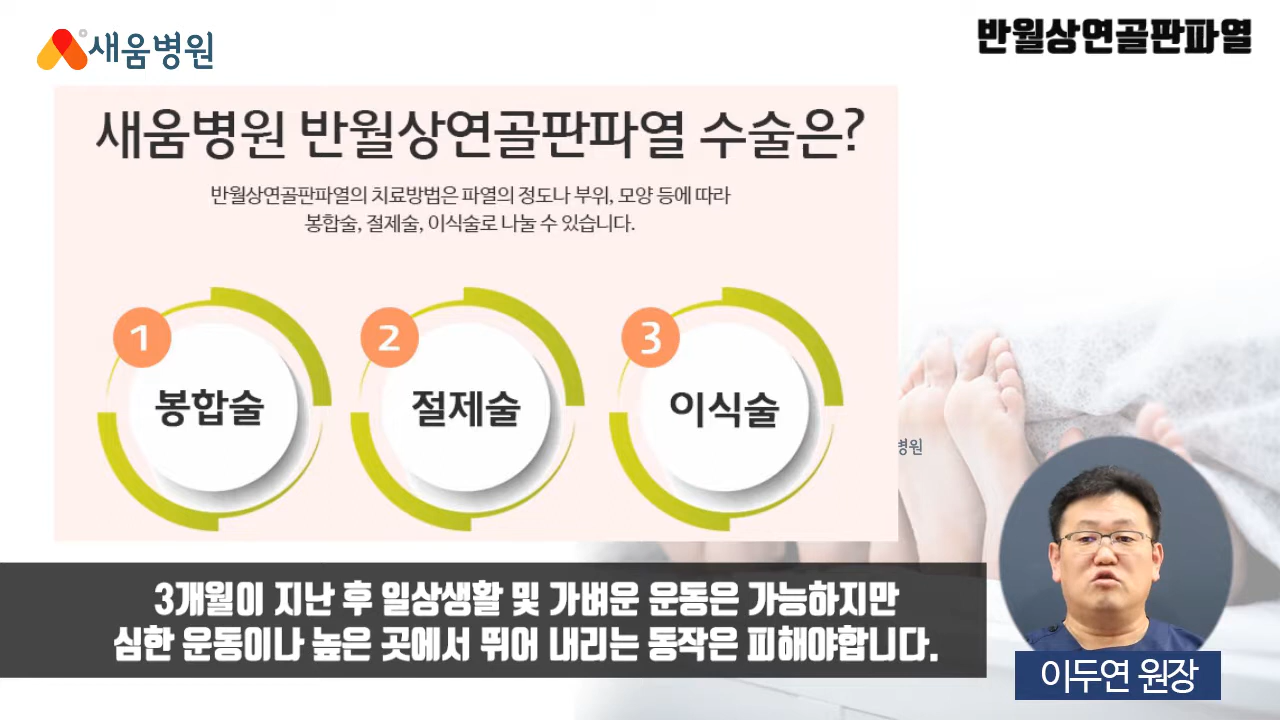 새움병원
반월상연골판파열
새움병원 반월상연골판파열 수술은?
반월상연골판파열의 치료방법은 파열의 정도나 부위, 모양 등에 따라
봉합술, 절제술, 이식술로 나눌 수 있습니다.
1
2
3
봉합술
절제술
이식술
병원
3개월이 지난 후 일상생활 및 가벼운 운동은 가능하지만
심한 운동이나 높은 곳에서 뛰어 내리는 동작은 피해야합니다.
이두연 원장